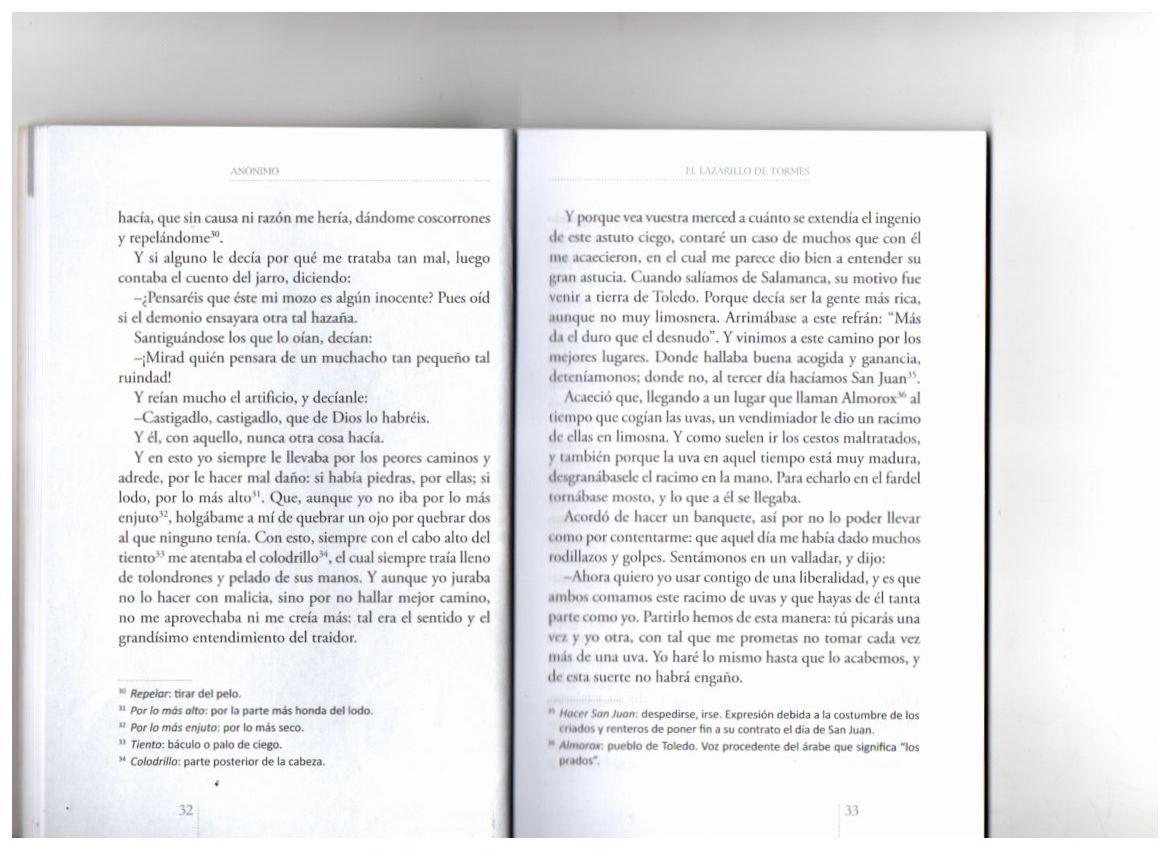 ANÓNIMO
hacía, que sin causa ni razón me hería, dándome coscorrones
y repelándome³⁰.
Y si alguno le decía por qué me trataba tan mal, luego
contaba el cuento del jarro, diciendo:
–¿Pensaréis que éste mi mozo es algún inocente? Pues oíd
si el demonio ensayara otra tal hazaña.
Santiguándose los que lo oían, decían:
–¡Mirad quién pensara de un muchacho tan pequeño tal
ruindad!
Y reían mucho el artificio, y decíanle:
–Castigadlo, castigadlo, que de Dios lo habréis.
Y él, con aquello, nunca otra cosa hacía.
Y en esto yo siempre le llevaba por los peores caminos y
adrede, por le hacer mal daño: si había piedras, por ellas; si
lodo, por lo más alto³¹. Que, aunque yo no iba por lo más
enjuto³², holgábame a mí de quebrar un ojo por quebrar dos
al que ninguno tenía. Con esto, siempre con el cabo alto del
tiento³³ me atentaba el colodrillo³⁴, el cual siempre traía lleno
de tolondrones y pelado de sus manos. Y aunque yo juraba
no lo hacer con malicia, sino por no hallar mejor camino,
no me aprovechaba ni me creía más: tal era el sentido y el
grandísimo entendimiento del traidor.
³⁰ Repelar: tirar del pelo.
³¹ Por lo más alto: por la parte más honda del lodo.
³² Por lo más enjuto: por lo más seco.
³³ Tiento: báculo o palo de ciego.
³⁴ Colodrillo: parte posterior de la cabeza.
32
EL LAZARILLO DE TORMES
Y porque vea vuestra merced a cuánto se extendía el ingenio
de este astuto ciego, contaré un caso de muchos que con él
me acaecieron, en el cual me parece dio bien a entender su
gran astucia. Cuando salíamos de Salamanca, su motivo fue
venir a tierra de Toledo. Porque decía ser la gente más rica,
aunque no muy limosnera. Arrimábase a este refrán: “Más
da el duro que el desnudo”. Y vinimos a este camino por los
mejores lugares. Donde hallaba buena acogida y ganancia,
deteníamonos; donde no, al tercer día hacíamos San Juan³⁵.
Acaeció que, llegando a un lugar que llaman Almorox³⁶ al
tiempo que cogían las uvas, un vendimiador le dio un racimo
de ellas en limosna. Y como suelen ir los cestos maltratados,
y también porque la uva en aquel tiempo está muy madura,
desgranábasele el racimo en la mano. Para echarlo en el fardel
tornábase mosto, y lo que a él se llegaba.
Acordó de hacer un banquete, así por no lo poder llevar
como por contentarme: que aquel día me había dado muchos
rodillazos y golpes. Sentámonos en un valladar, y dijo:
–Ahora quiero yo usar contigo de una liberalidad, y es que
ambos comamos este racimo de uvas y que hayas de él tanta
parte como yo. Partirlo hemos de esta manera: tú picarás una
vez y yo otra, con tal que me prometas no tomar cada vez
más de una uva. Yo haré lo mismo hasta que lo acabemos, y
de esta suerte no habrá engaño.
³⁵ Hacer San Juan: despedirse, irse. Expresión debida a la costumbre de los
criados y renteros de poner fin a su contrato el día de San Juan.
³⁶ Almorox: pueblo de Toledo. Voz procedente del árabe que significa “los
prados”.
33